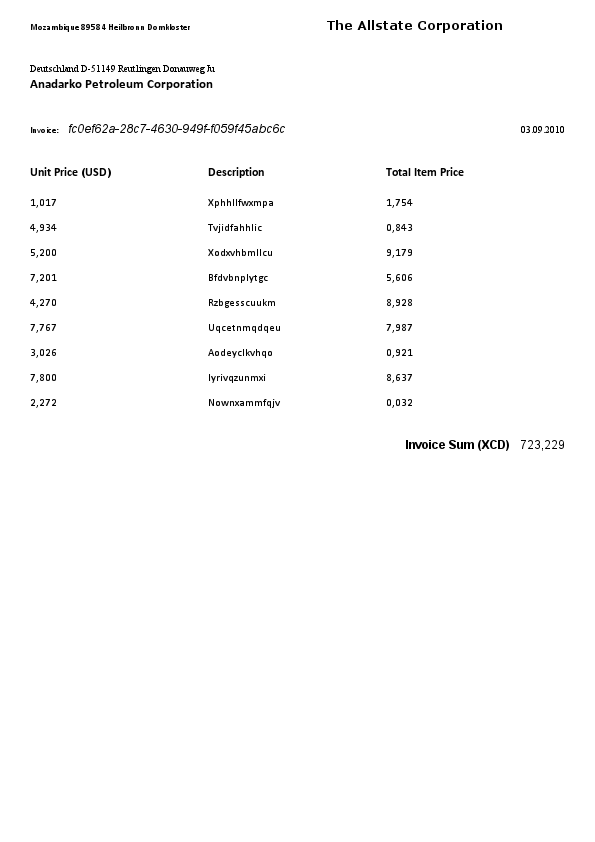 Mozambique 89584 Heilbronn Domkloster The Allstate Corporation
Deutschland D-51149 Reutlingen Donauweg Ju
Anadarko Petroleum Corporation
Invoice: fc0ef62a-28c7-4630-949f-f059f45abc6c 03.09.2010
Unit Price (USD) Description Total Item Price
1,017 Xphhllfwxmpa 1,754
4,934 Tvjidfahhlic 0,843
5,200 Xodxvhbmllcu 9,179
7,201 Bfdvbnplytgc 5,606
4,270 Rzbgesscuukm 8,928
7,767 Uqcetnmqdqeu 7,987
3,026 Aodeyclkvhqo 0,921
7,800 Iyrivqzunmxi 8,637
2,272 Nownxammfqjv 0,032
Invoice Sum (XCD) 723,229